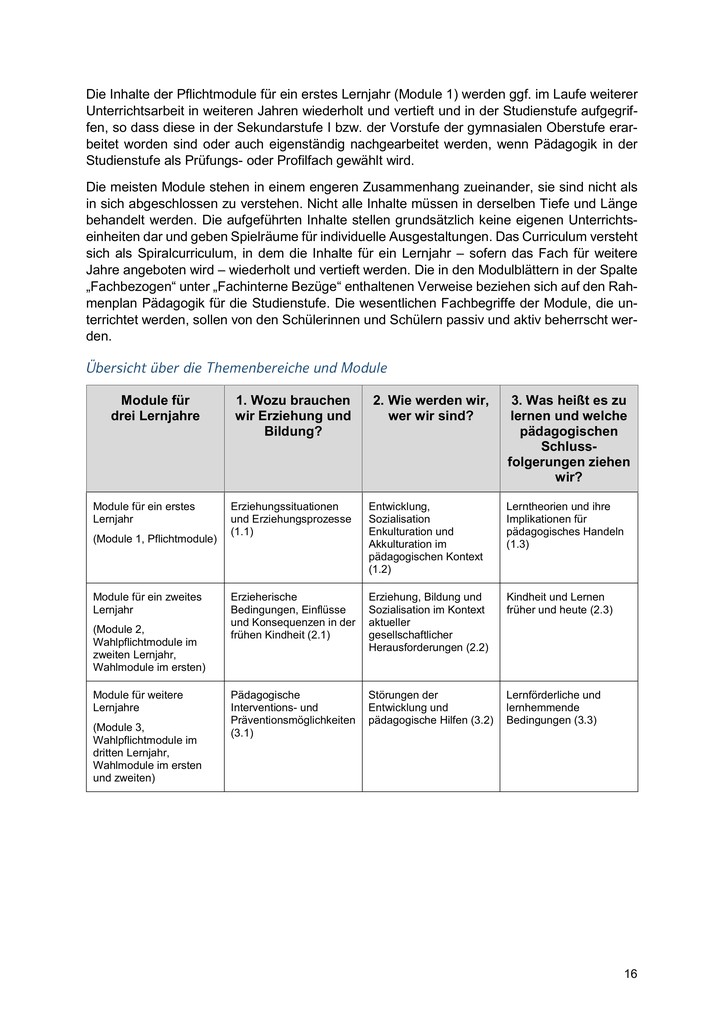 Die Inhalte der Pflichtmodule für ein erstes Lernjahr (Module 1) werden ggf. im Laufe weiterer
Unterrichtsarbeit in weiteren Jahren wiederholt und vertieft und in der Studienstufe aufgegrif-
fen, so dass diese in der Sekundarstufe I bzw. der Vorstufe der gymnasialen Oberstufe erar-
beitet worden sind oder auch eigenständig nachgearbeitet werden, wenn Pädagogik in der
Studienstufe als Prüfungs- oder Profilfach gewählt wird.
Die meisten Module stehen in einem engeren Zusammenhang zueinander, sie sind nicht als
in sich abgeschlossen zu verstehen. Nicht alle Inhalte müssen in derselben Tiefe und Länge
behandelt werden. Die aufgeführten Inhalte stellen grundsätzlich keine eigenen Unterrichts-
einheiten dar und geben Spielräume für individuelle Ausgestaltungen. Das Curriculum versteht
sich als Spiralcurriculum, in dem die Inhalte für ein Lernjahr – sofern das Fach für weitere
Jahre angeboten wird – wiederholt und vertieft werden. Die in den Modulblättern in der Spalte
„Fachbezogen“ unter „Fachinterne Bezüge“ enthaltenen Verweise beziehen sich auf den Rah-
menplan Pädagogik für die Studienstufe. Die wesentlichen Fachbegriffe der Module, die un-
terrichtet werden, sollen von den Schülerinnen und Schülern passiv und aktiv beherrscht wer-
den.
Übersicht über die Themenbereiche und Module
Module für
drei Lernjahre
1. Wozu brauchen
wir Erziehung und
Bildung?
2. Wie werden wir,
wer wir sind?
3. Was heißt es zu
lernen und welche
pädagogischen
Schluss-
folgerungen ziehen
wir?
Module für ein erstes
Lernjahr
(Module 1, Pflichtmodule)
Erziehungssituationen
und Erziehungsprozesse
(1.1)
Entwicklung,
Sozialisation
Enkulturation und
Akkulturation im
pädagogischen Kontext
(1.2)
Lerntheorien und ihre
Implikationen für
pädagogisches Handeln
(1.3)
Module für ein zweites
Lernjahr
(Module 2,
Wahlpflichtmodule im
zweiten Lernjahr,
Wahlmodule im ersten)
Erzieherische
Bedingungen, Einflüsse
und Konsequenzen in der
frühen Kindheit (2.1)
Erziehung, Bildung und
Sozialisation im Kontext
aktueller
gesellschaftlicher
Herausforderungen (2.2)
Kindheit und Lernen
früher und heute (2.3)
Module für weitere
Lernjahre
(Module 3,
Wahlpflichtmodule im
dritten Lernjahr,
Wahlmodule im ersten
und zweiten)
Pädagogische
Interventions- und
Präventionsmöglichkeiten
(3.1)
Störungen der
Entwicklung und
pädagogische Hilfen (3.2)
Lernförderliche und
lernhemmende
Bedingungen (3.3)
16